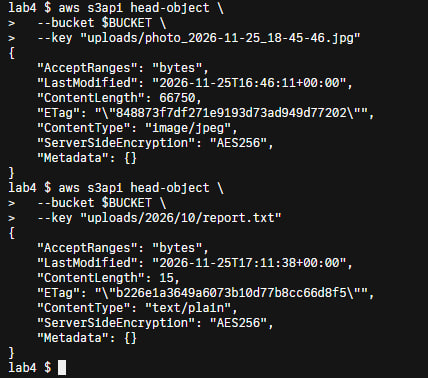 lab4 $ aws s3api head-object \
>   --bucket $BUCKET \
>   --key "uploads/photo_2026-11-25_18-45-46.jpg"
{
    "AcceptRanges": "bytes",
    "LastModified": "2026-11-25T16:46:11+00:00",
    "ContentLength": 66750,
    "ETag": "\"848873f7df271e9193d73ad949d77202\"",
    "ContentType": "image/jpeg",
    "ServerSideEncryption": "AES256",
    "Metadata": {}
}
lab4 $ aws s3api head-object \
>   --bucket $BUCKET \
>   --key "uploads/2026/10/report.txt"
{
    "AcceptRanges": "bytes",
    "LastModified": "2026-11-25T17:11:38+00:00",
    "ContentLength": 15,
    "ETag": "\"b226e1a3649a6073b10d77b8cc66d8f5\"",
    "ContentType": "text/plain",
    "ServerSideEncryption": "AES256",
    "Metadata": {}
}
lab4 $